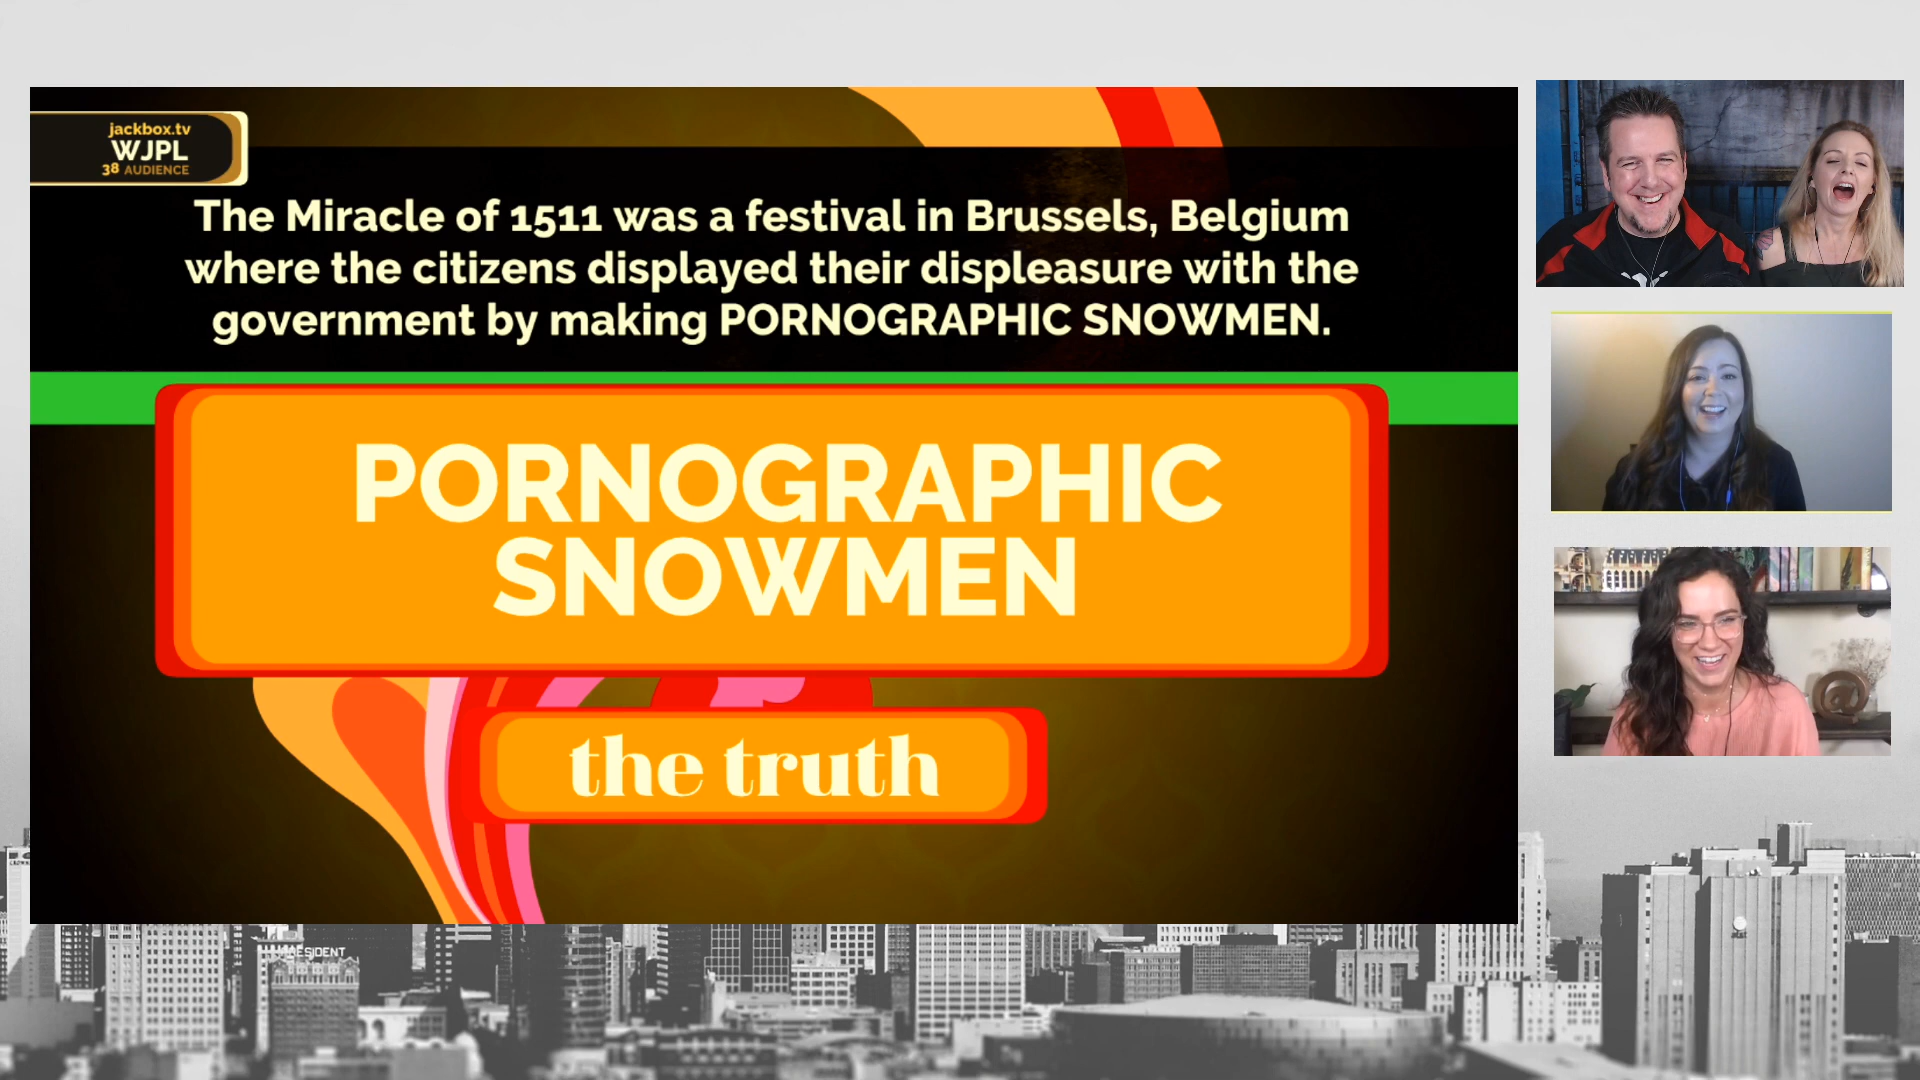 jackbox.tv
WJPL
38 AUDIENCE
The Miracle of 1511 was a festival in Brussels, Belgium
where the citizens displayed their displeasure with the
government by making PORNOGRAPHIC SNOWMEN.
PORNOGRAPHIC
SNOWMEN
the truth
PRESIDENT